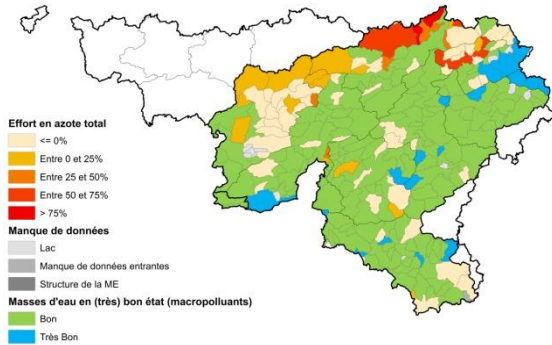 Effort en azote total
<= 0%
Entre 0 et 25%
Entre 25 et 50%
Entre 50 et 75%
> 75%
Manque de données
Lac
Manque de données entrantes
Structure de la ME
Masses d'eau en (très) bon état (macropolluants)
Bon
Très Bon